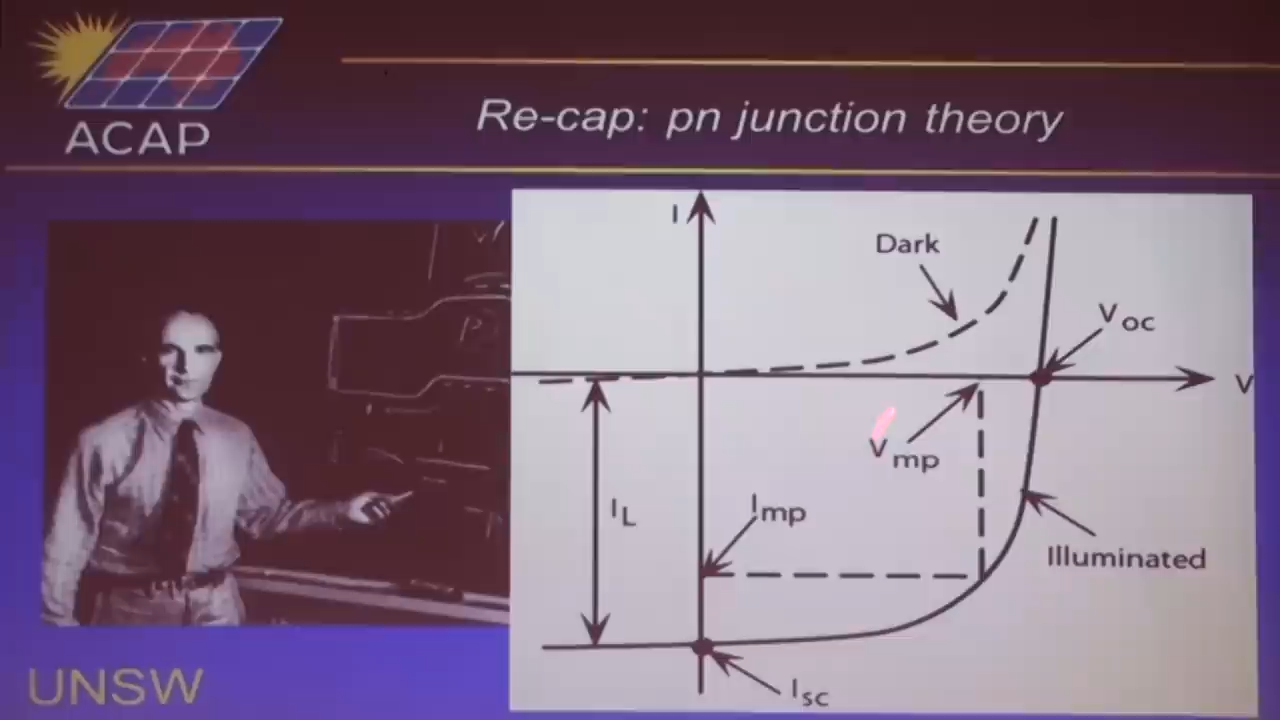 ACAP
Re-cap: pn junction theory
I
Dark
Voc
V
Vmp
IL
Imp
Illuminated
Isc
UNSW